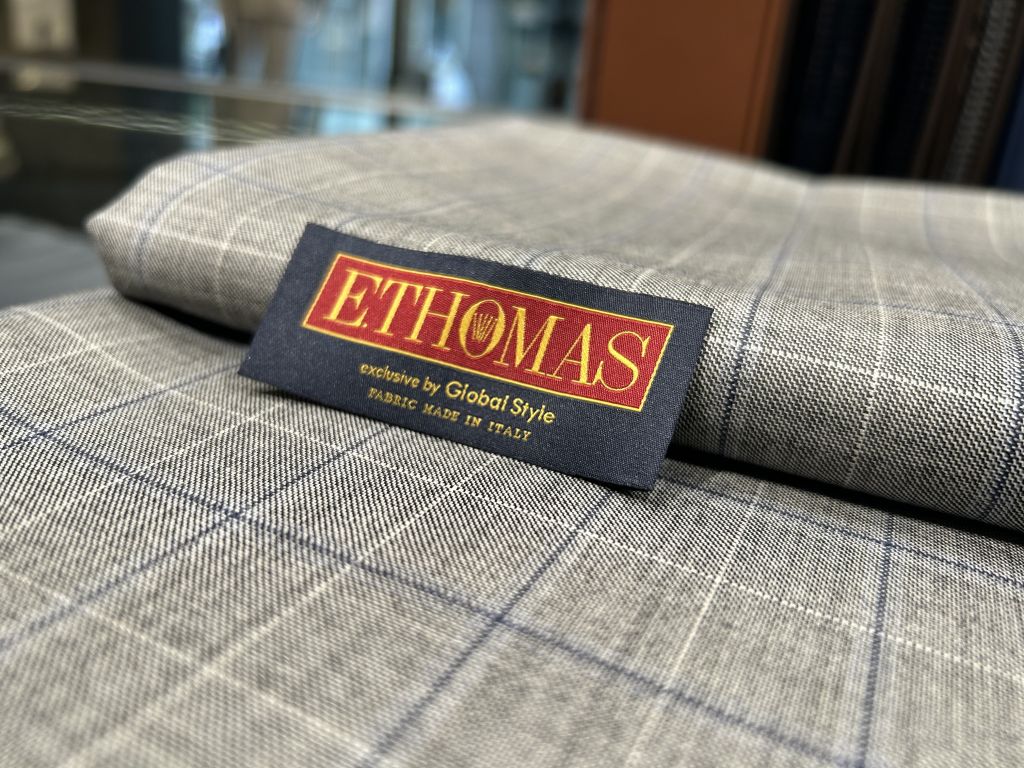 E.THOMAS
exclusive by Global Style
FABRIC MADE IN ITALY